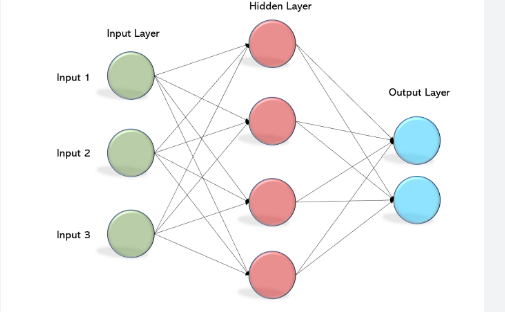 Hidden Layer
Input Layer
Input 1
Output Layer
Input 2
Input 3